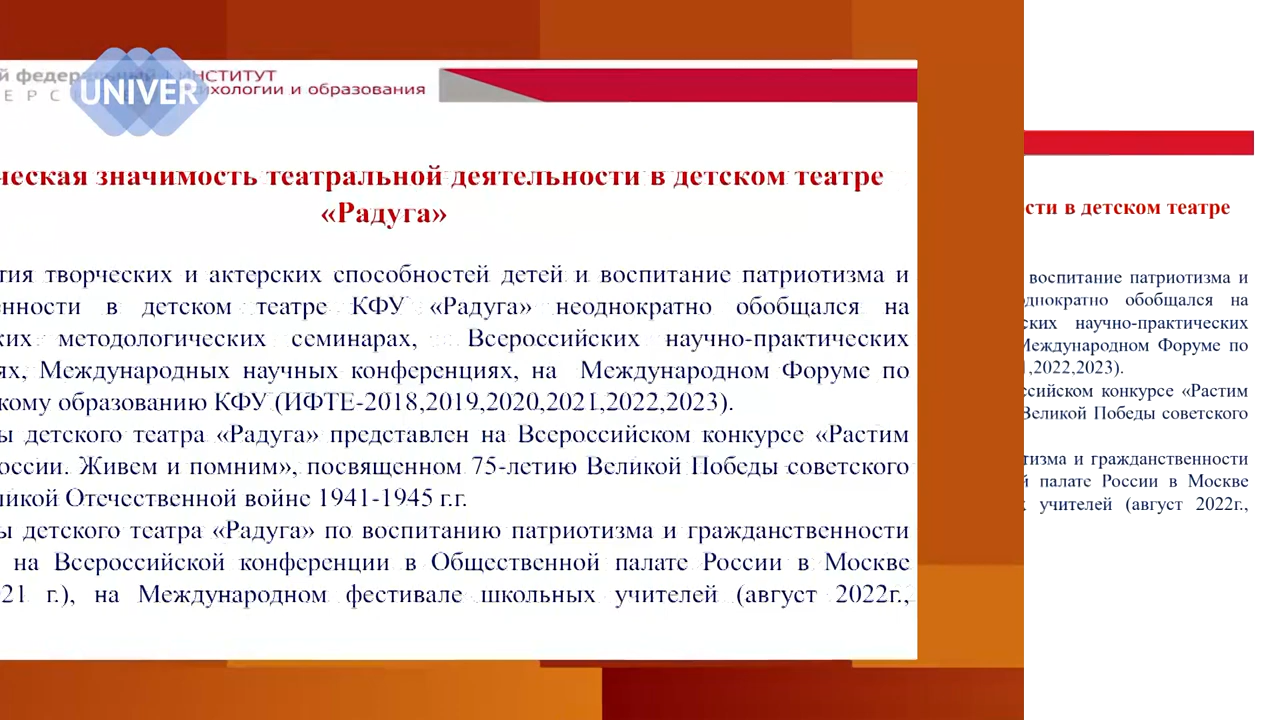 й федеральный ИНСТИТУТ
ЕРС ихологии и образования
UNIVER
ческая значимость театральной деятельности в детском театре
«Радуга»
тия творческих и актерских способностей детей и воспитание патриотизма и
енности в детском театре КФУ «Радуга» неоднократно обобщался на
ких методологических семинарах, Всероссийских научно-практических
ях, Международных научных конференциях, на Международном Форуме по
кому образованию КФУ (ИФТЕ-2018,2019,2020,2021,2022,2023).
ы детского театра «Радуга» представлен на Всероссийском конкурсе «Растим
оссии. Живем и помним», посвященном 75-летию Великой Победы советского
ликой Отечественной войне 1941-1945 г.г.
ы детского театра «Радуга» по воспитанию патриотизма и гражданственности
на Всероссийской конференции в Общественной палате России в Москве
21 г.), на Международном фестивале школьных учителей (август 2022г.,
сти в детском театре
воспитание патриотизма и
однократно обобщался на
ских научно-практических
Международном Форуме по
1,2022,2023).
ссийском конкурсе «Растим
Великой Победы советского
тизма и гражданственности
й палате России в Москве
х учителей (август 2022г.,